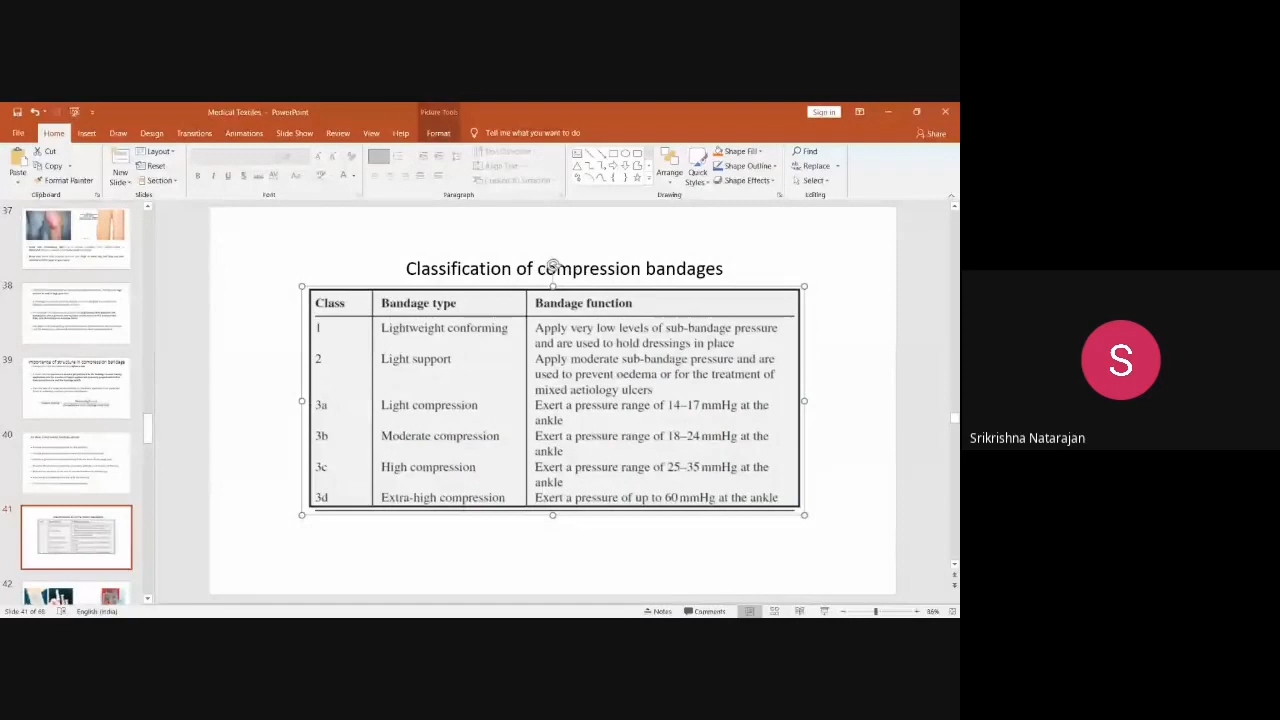 Medical Textiles - PowerPoint
Picture Tools
Sign in
File Home Insert Draw Design Transitions Animations Slide Show Review View Help Format Tell me what you want to do Share
Paste
Cut
Copy
Format Painter
Clipboard
New
Slide
Layout
Reset
Section
Slides
Font
Paragraph
Arrange
Quick
Styles
Shape Fill
Shape Outline
Shape Effects
Drawing
Find
Replace
Select
Editing
37
38
39
Importance of structure in compression bandage
40
41
42
Classification of compression bandages
Class Bandage type Bandage function
1 Lightweight conforming Apply very low levels of sub-bandage pressure
and are used to hold dressings in place
2 Light support Apply moderate sub-bandage pressure and are
used to prevent oedema or for the treatment of
mixed aetiology ulcers
3a Light compression Exert a pressure range of 14–17 mmHg at the
ankle
3b Moderate compression Exert a pressure range of 18–24 mmHg at the
ankle
3c High compression Exert a pressure range of 25–35 mmHg at the
ankle
3d Extra-high compression Exert a pressure of up to 60 mmHg at the ankle
Slide 41 of 68 English (India) Notes Comments 86%
S
Srikrishna Natarajan